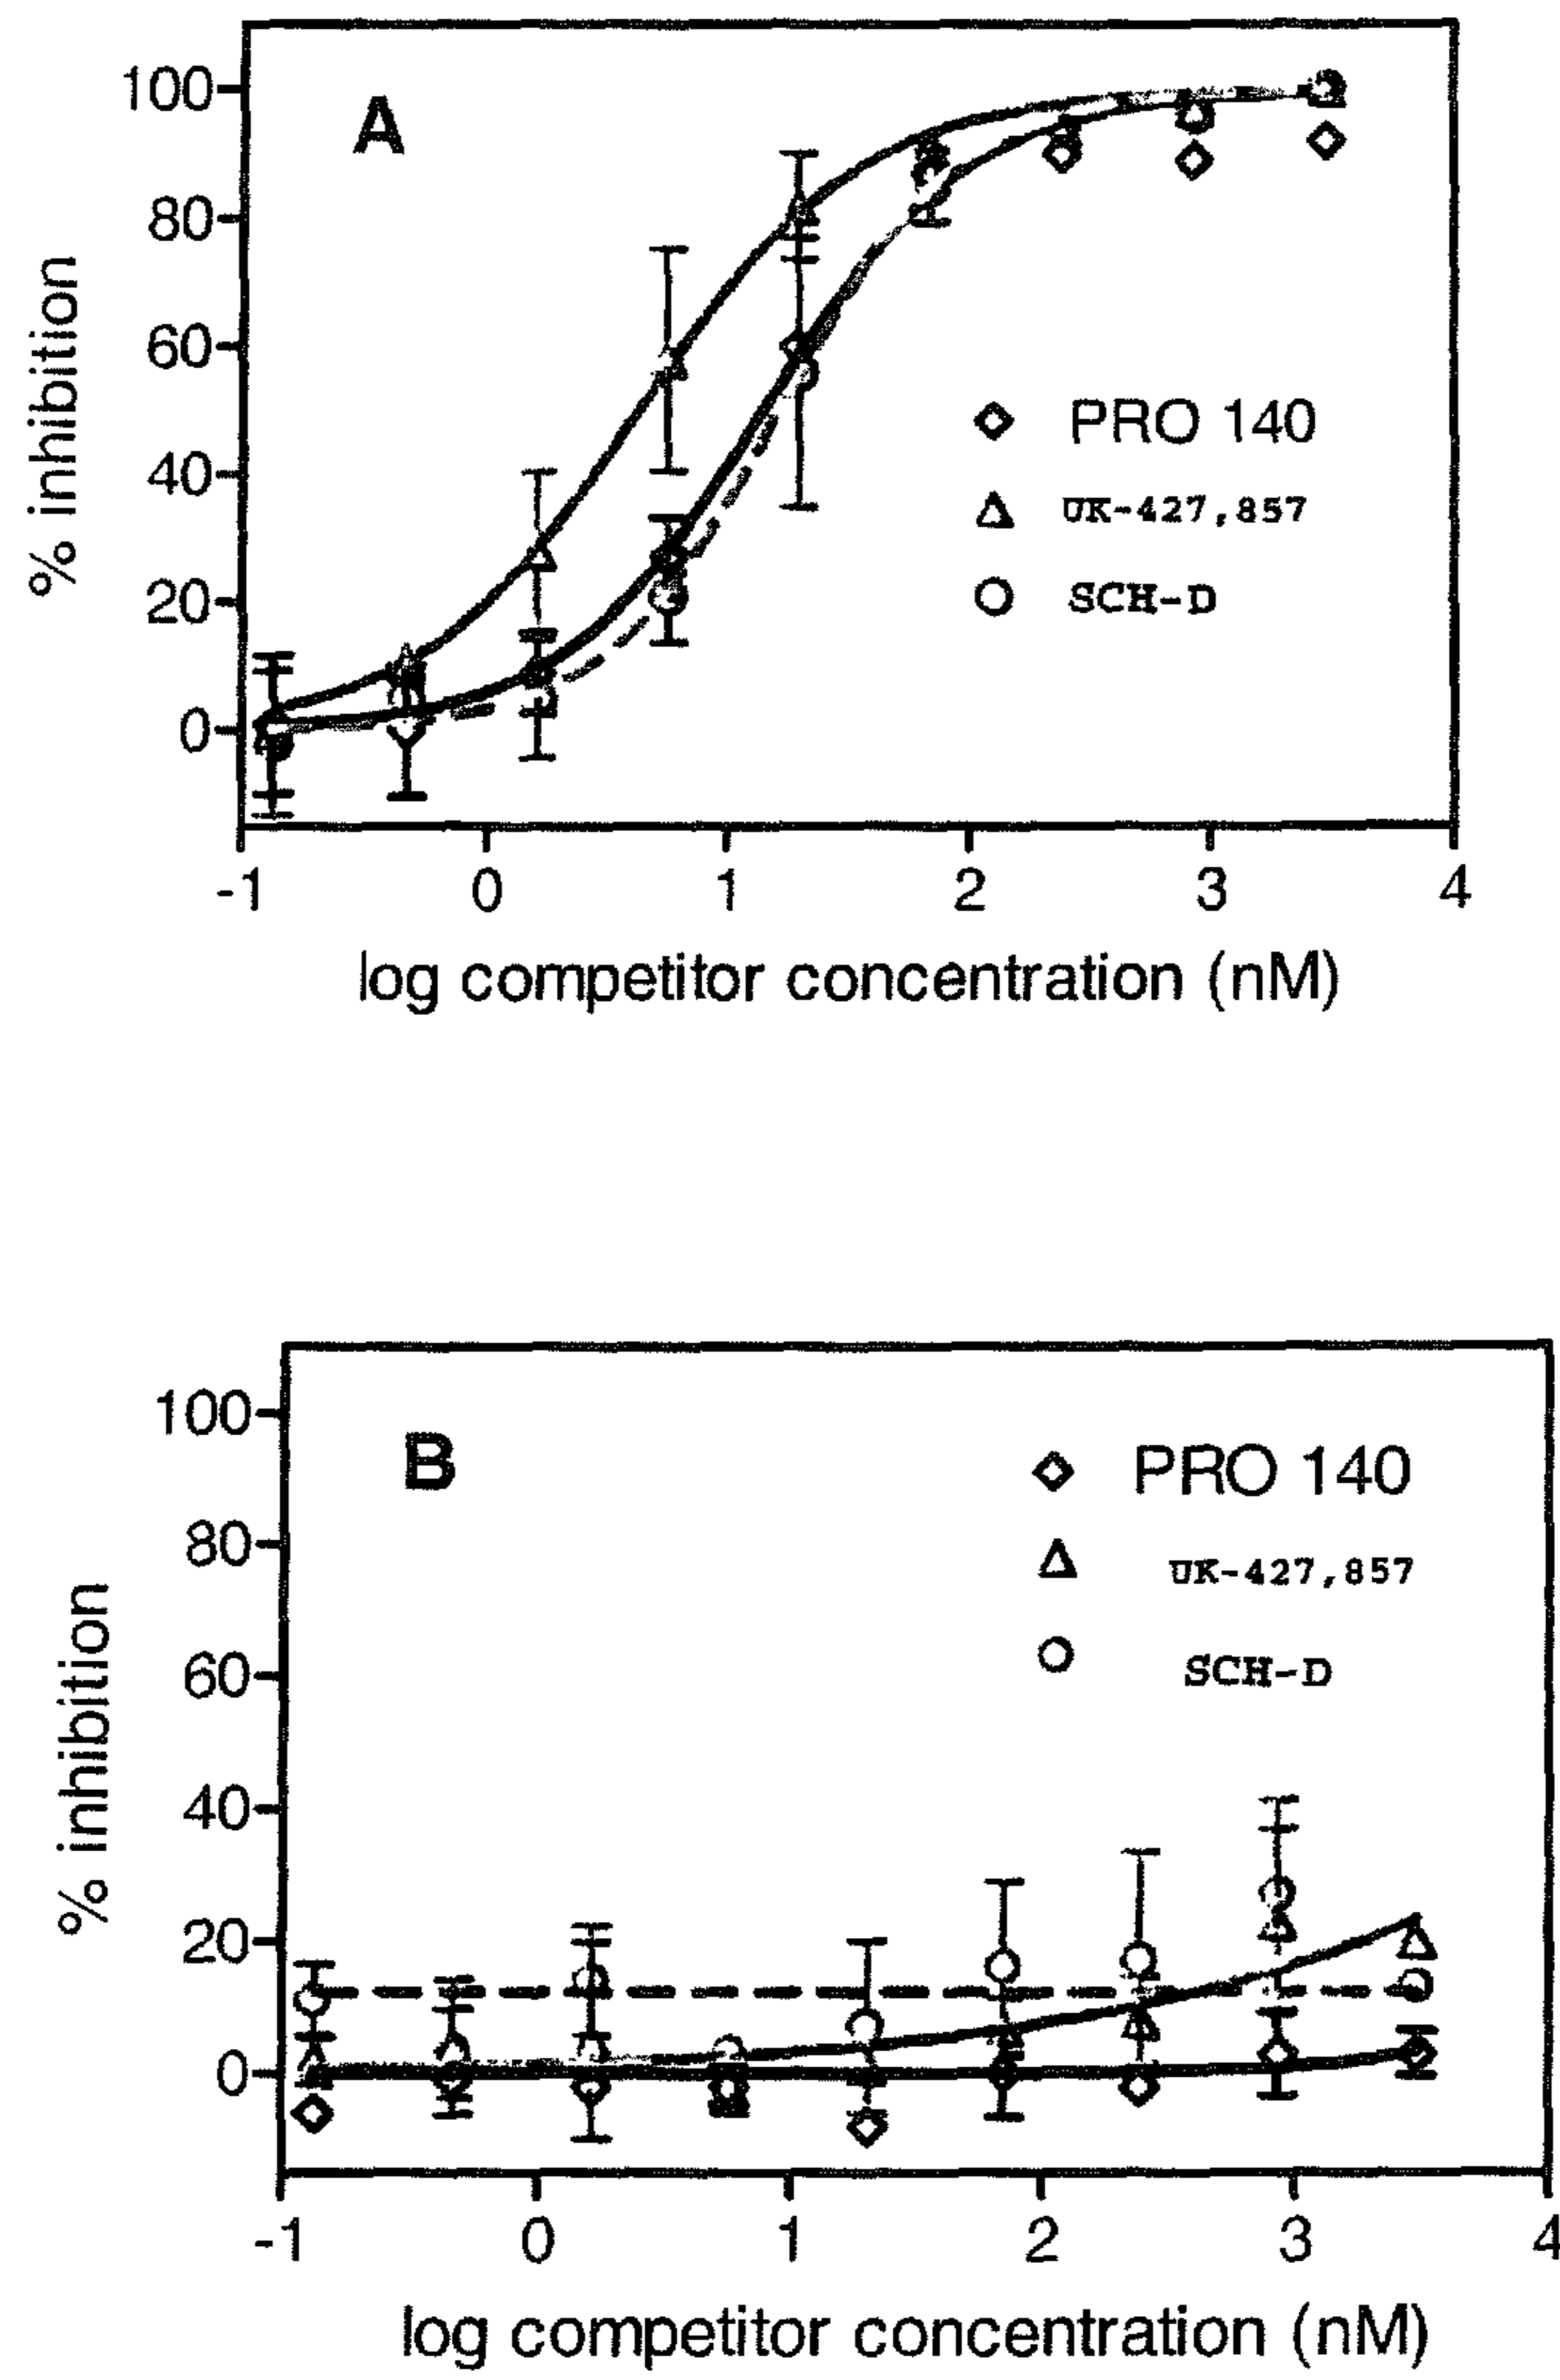 100
A
80
60
% inhibition
40
20
0
◇ PRO 140
△ UK-427,857
○ SCH-D
-1 0 1 2 3 4
log competitor concentration (nM)
100
B
80
60
% inhibition
40
20
0
◇ PRO 140
△ UK-427,857
○ SCH-D
-1 0 1 2 3 4
log competitor concentration (nM)